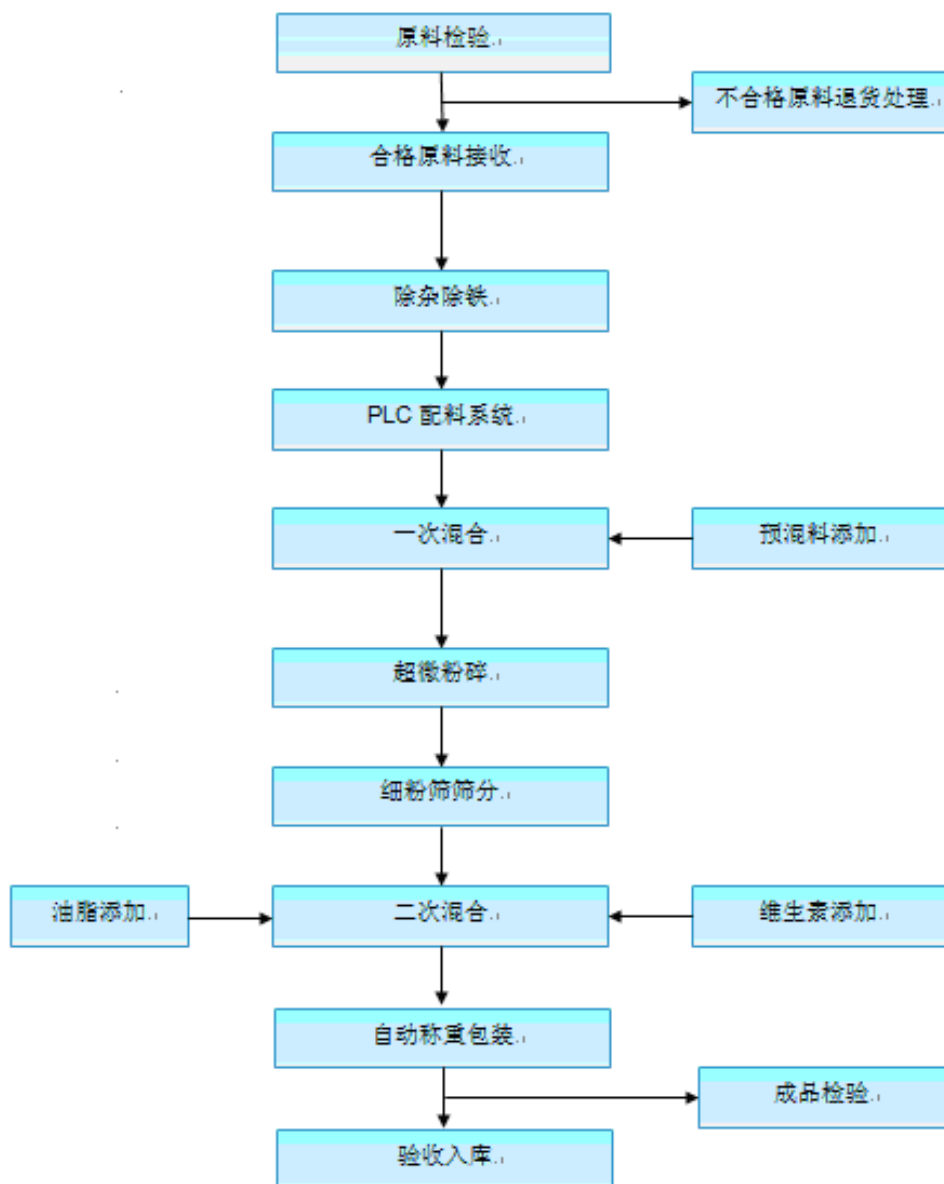 原料检验
不合格原料退货处理
合格原料接收
除杂除铁
PLC 配料系统
一次混合
预混料添加
超微粉碎
细粉筛筛分
油脂添加
二次混合
维生素添加
自动称重包装
成品检验
验收入库